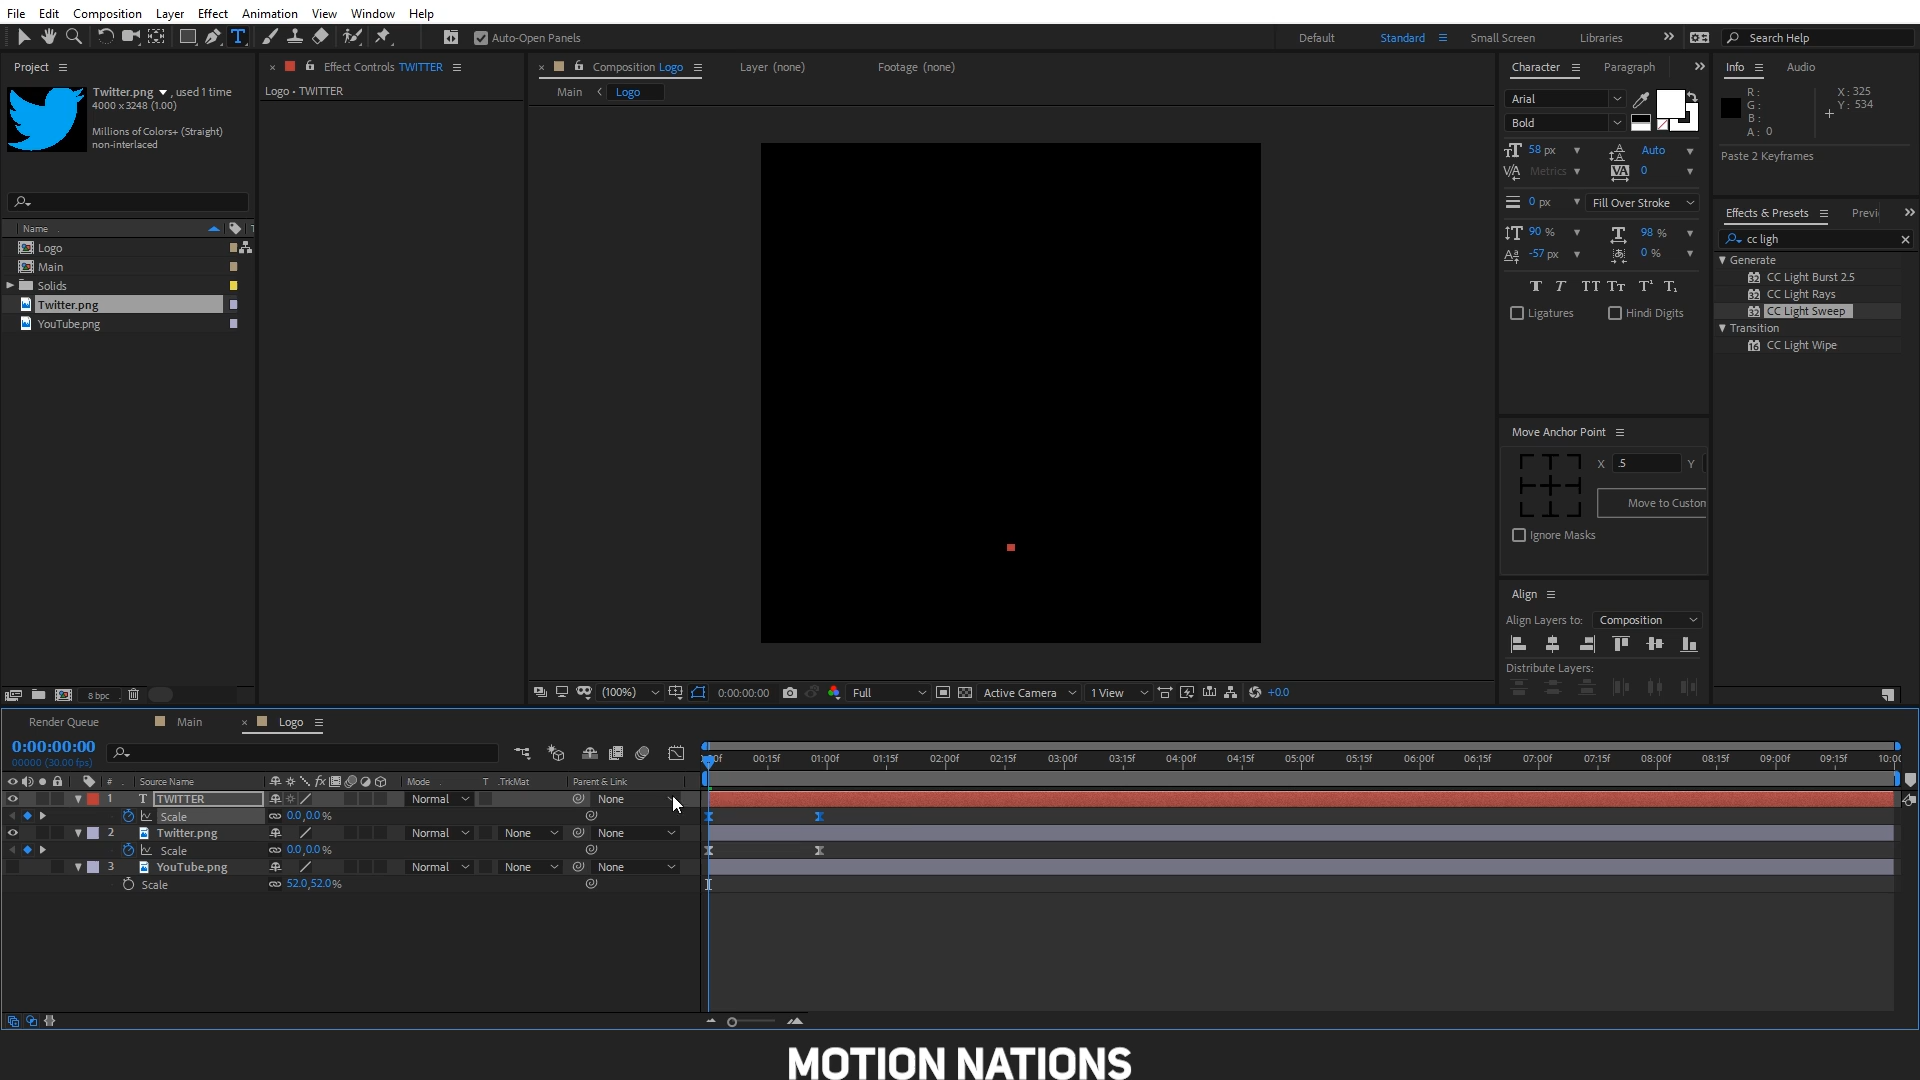 File Edit Composition Layer Effect Animation View Window Help
Auto-Open Panels Default Standard Small Screen Libraries Search Help
Project Effect Controls TWITTER Composition Logo Layer (none) Footage (none) Character Paragraph Info Audio
Twitter.png , used 1 time
4000 x 3248 (1.00)
Millions of Colors+ (Straight)
non-interlaced
Logo • TWITTER
Main Logo
Arial
Bold
58 px Auto
Metrics 0
0 px Fill Over Stroke
90 % 98 %
-57 px 0 %
Ligatures Hindi Digits
R: X: 325
G: Y: 534
B:
A: 0
Paste 2 Keyframes
Effects & Presets Previ
cc ligh
Generate
CC Light Burst 2.5
CC Light Rays
CC Light Sweep
Transition
CC Light Wipe
Name
Logo
Main
Solids
Twitter.png
YouTube.png
Move Anchor Point
X .5 Y
Move to Custom
Ignore Masks
Align
Align Layers to: Composition
Distribute Layers:
8 bpc
(100%) 0:00:00:00 Full Active Camera 1 View +0.0
Render Queue Main Logo
0:00:00:00
00000 (30.00 fps)
00f 00:15f 01:00f 01:15f 02:00f 02:15f 03:00f 03:15f 04:00f 04:15f 05:00f 05:15f 06:00f 06:15f 07:00f 07:15f 08:00f 08:15f 09:00f 09:15f 10:00
# Source Name Mode T .TrkMat Parent & Link
1 T TWITTER Normal None
Scale 0.0,0.0 %
2 Twitter.png Normal None None
Scale 0.0,0.0 %
3 YouTube.png Normal None None
Scale 52.0,52.0%
MOTION NATIONS